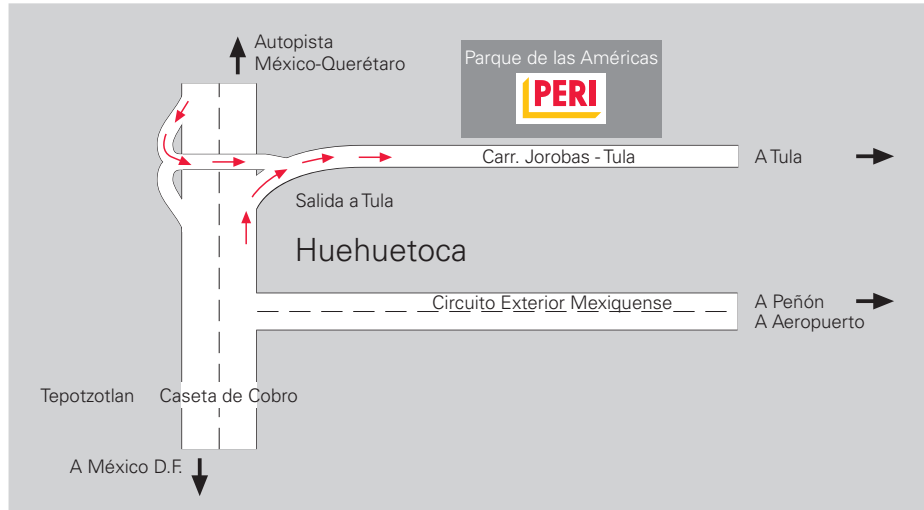 Autopista
México-Querétaro
Parque de las Américas
PERI
Carr. Jorobas - Tula
A Tula
Salida a Tula
Huehuetoca
Circuito Exterior Mexiquense
A Peñón
A Aeropuerto
Tepotzotlan
Caseta de Cobro
A México D.F.